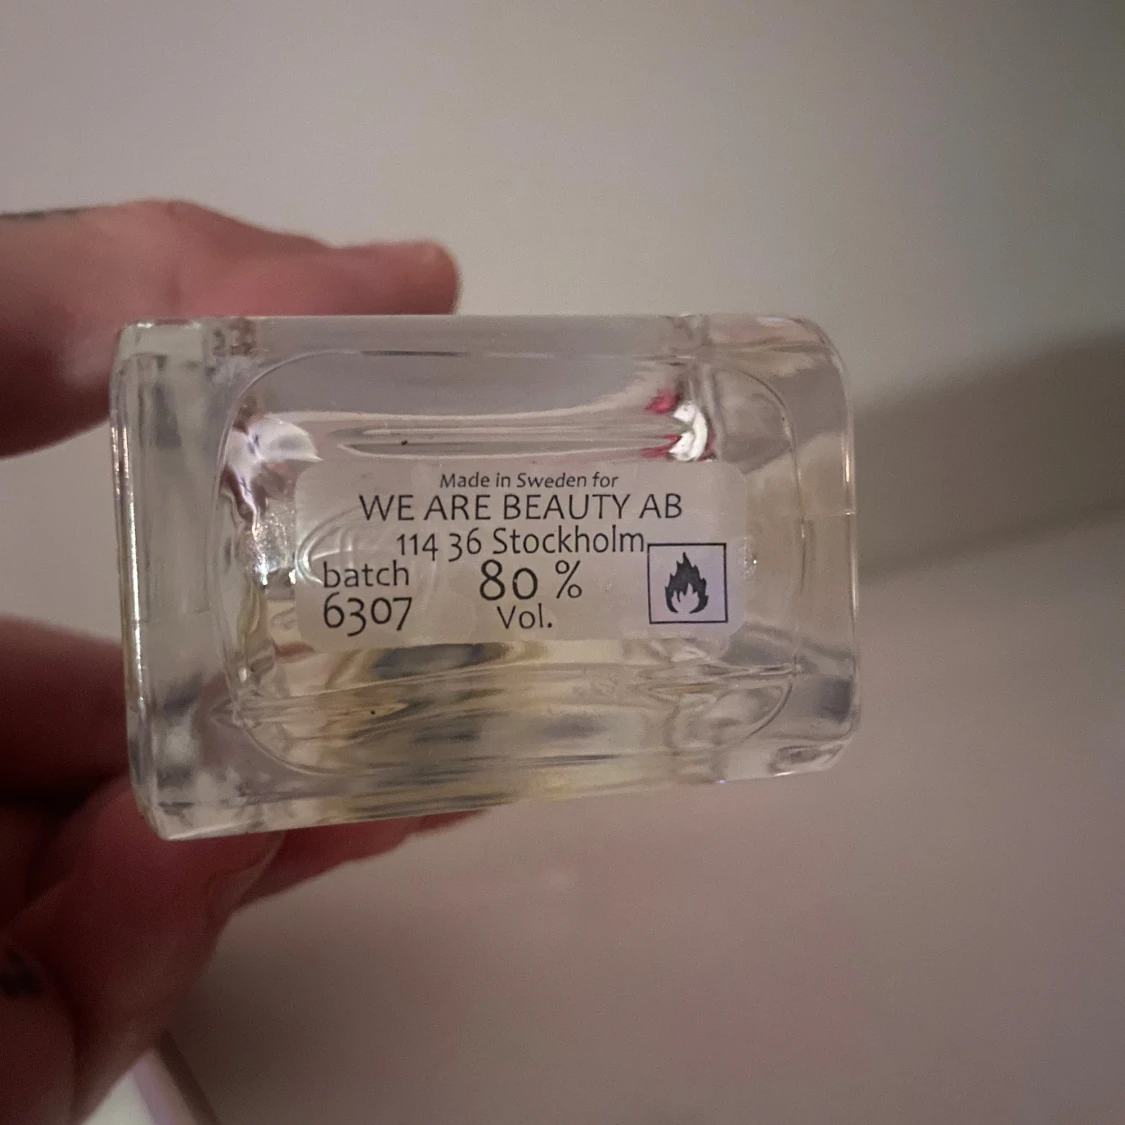 Made in Sweden for
WE ARE BEAUTY AB
114 36 Stockholm
batch
6307
80 %
Vol.